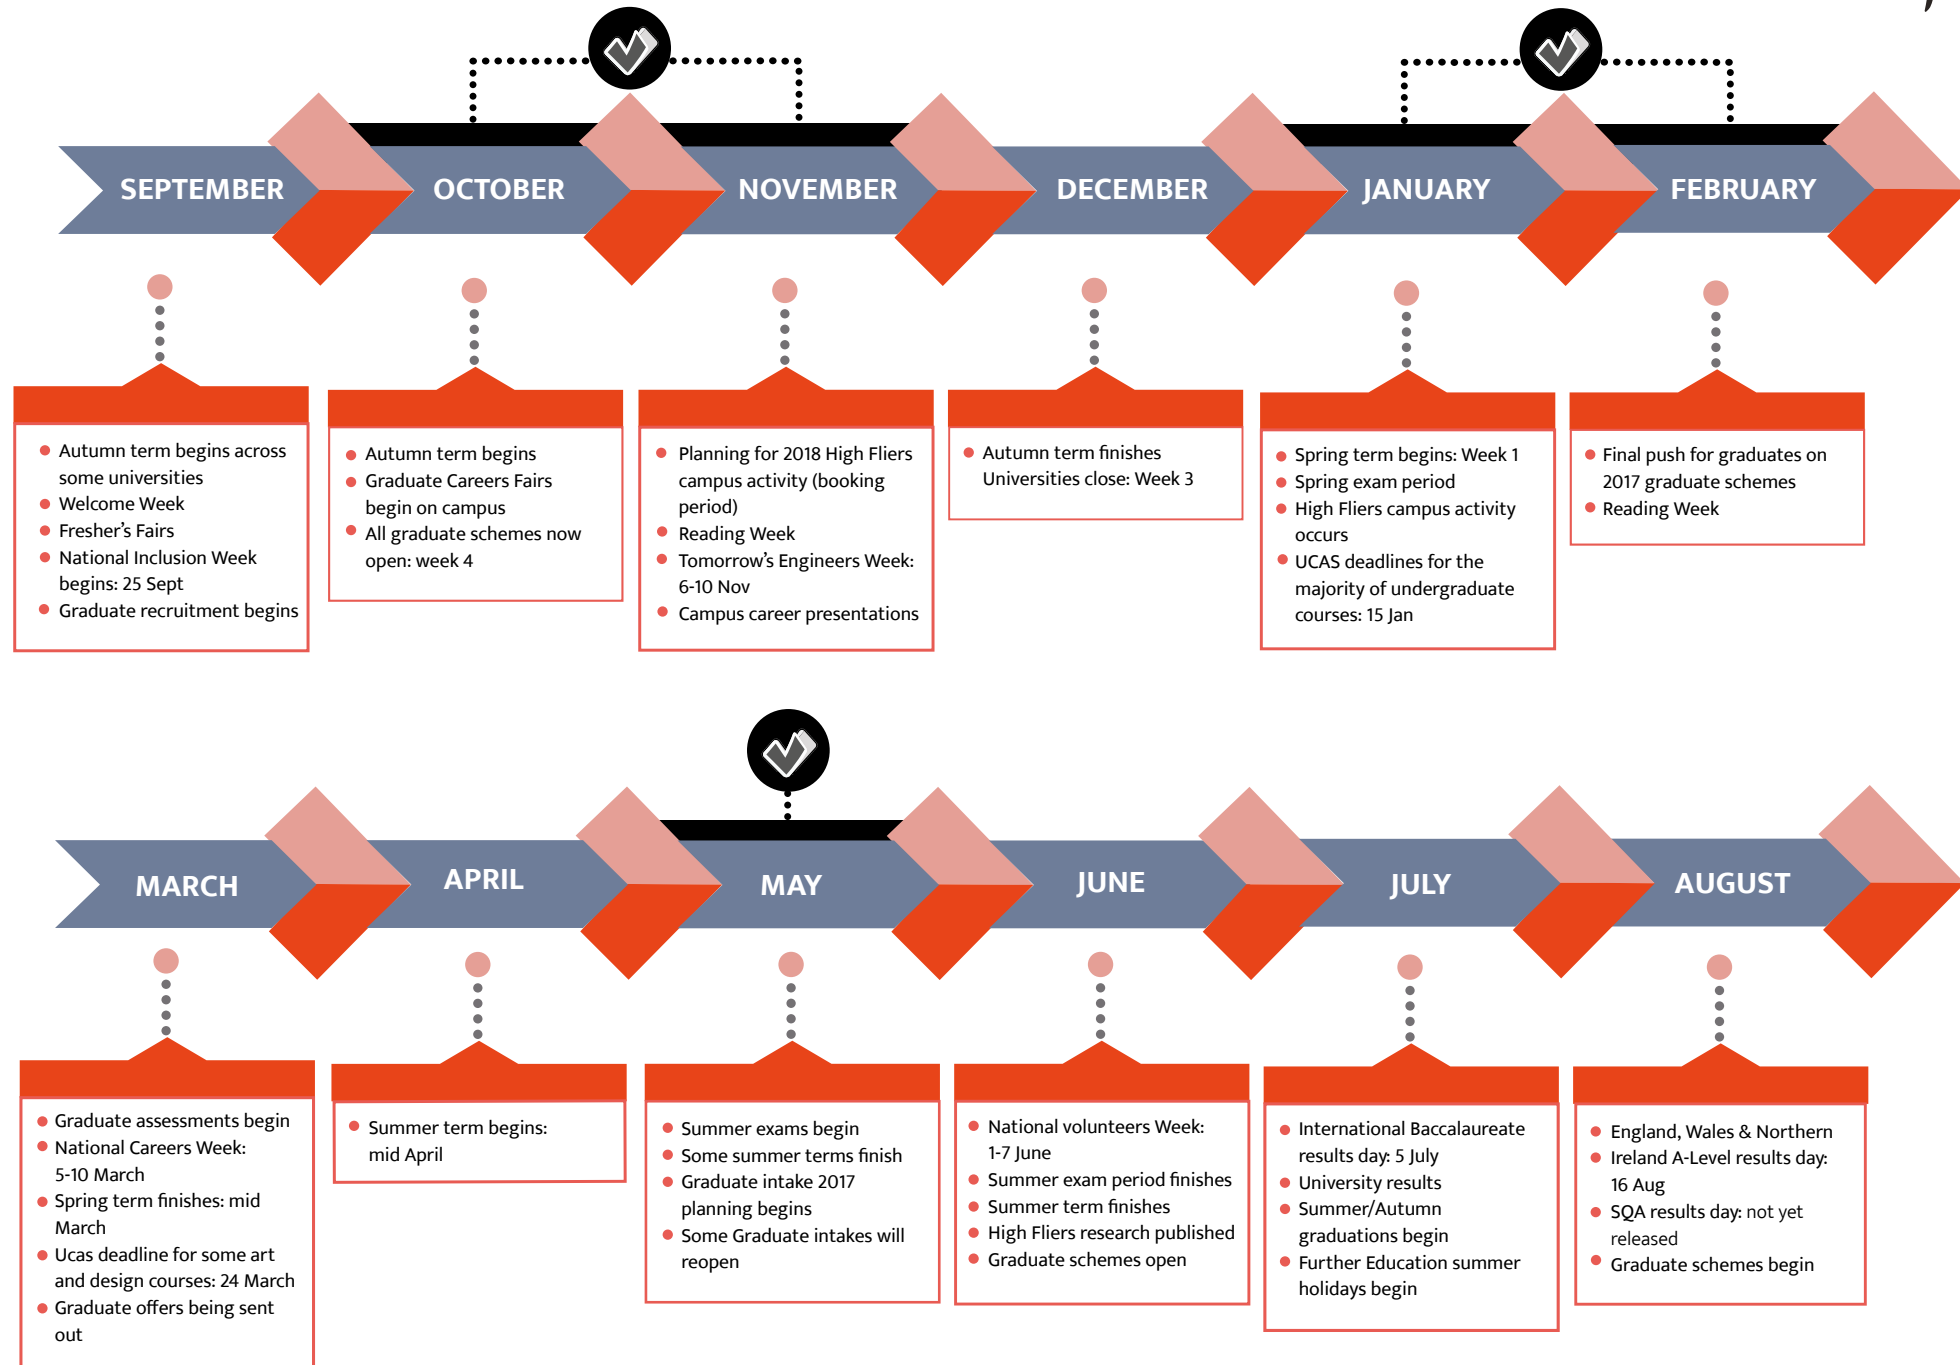 SEPTEMBER
OCTOBER
NOVEMBER
DECEMBER
JANUARY
FEBRUARY
Autumn term begins across
some universities
Welcome Week
Fresher’s Fairs
National Inclusion Week
begins: 25 Sept
Graduate recruitment begins
Autumn term begins
Graduate Careers Fairs
begin on campus
All graduate schemes now
open: week 4
Planning for 2018 High Fliers
campus activity (booking
period)
Reading Week
Tomorrow’s Engineers Week:
6-10 Nov
Campus career presentations
Autumn term finishes
Universities close: Week 3
Spring term begins: Week 1
Spring exam period
High Fliers campus activity
occurs
UCAS deadlines for the
majority of undergraduate
courses: 15 Jan
Final push for graduates on
2017 graduate schemes
Reading Week
MARCH
APRIL
MAY
JUNE
JULY
AUGUST
Graduate assessments begin
National Careers Week:
5-10 March
Spring term finishes: mid
March
Ucas deadline for some art
and design courses: 24 March
Graduate offers being sent
out
Summer term begins:
mid April
Summer exams begin
Some summer terms finish
Graduate intake 2017
planning begins
Some Graduate intakes will
reopen
National volunteers Week:
1-7 June
Summer exam period finishes
Summer term finishes
High Fliers research published
Graduate schemes open
International Baccalaureate
results day: 5 July
University results
Summer/Autumn
graduations begin
Further Education summer
holidays begin
England, Wales & Northern
Ireland A-Level results day:
16 Aug
SQA results day: not yet
released
Graduate schemes begin